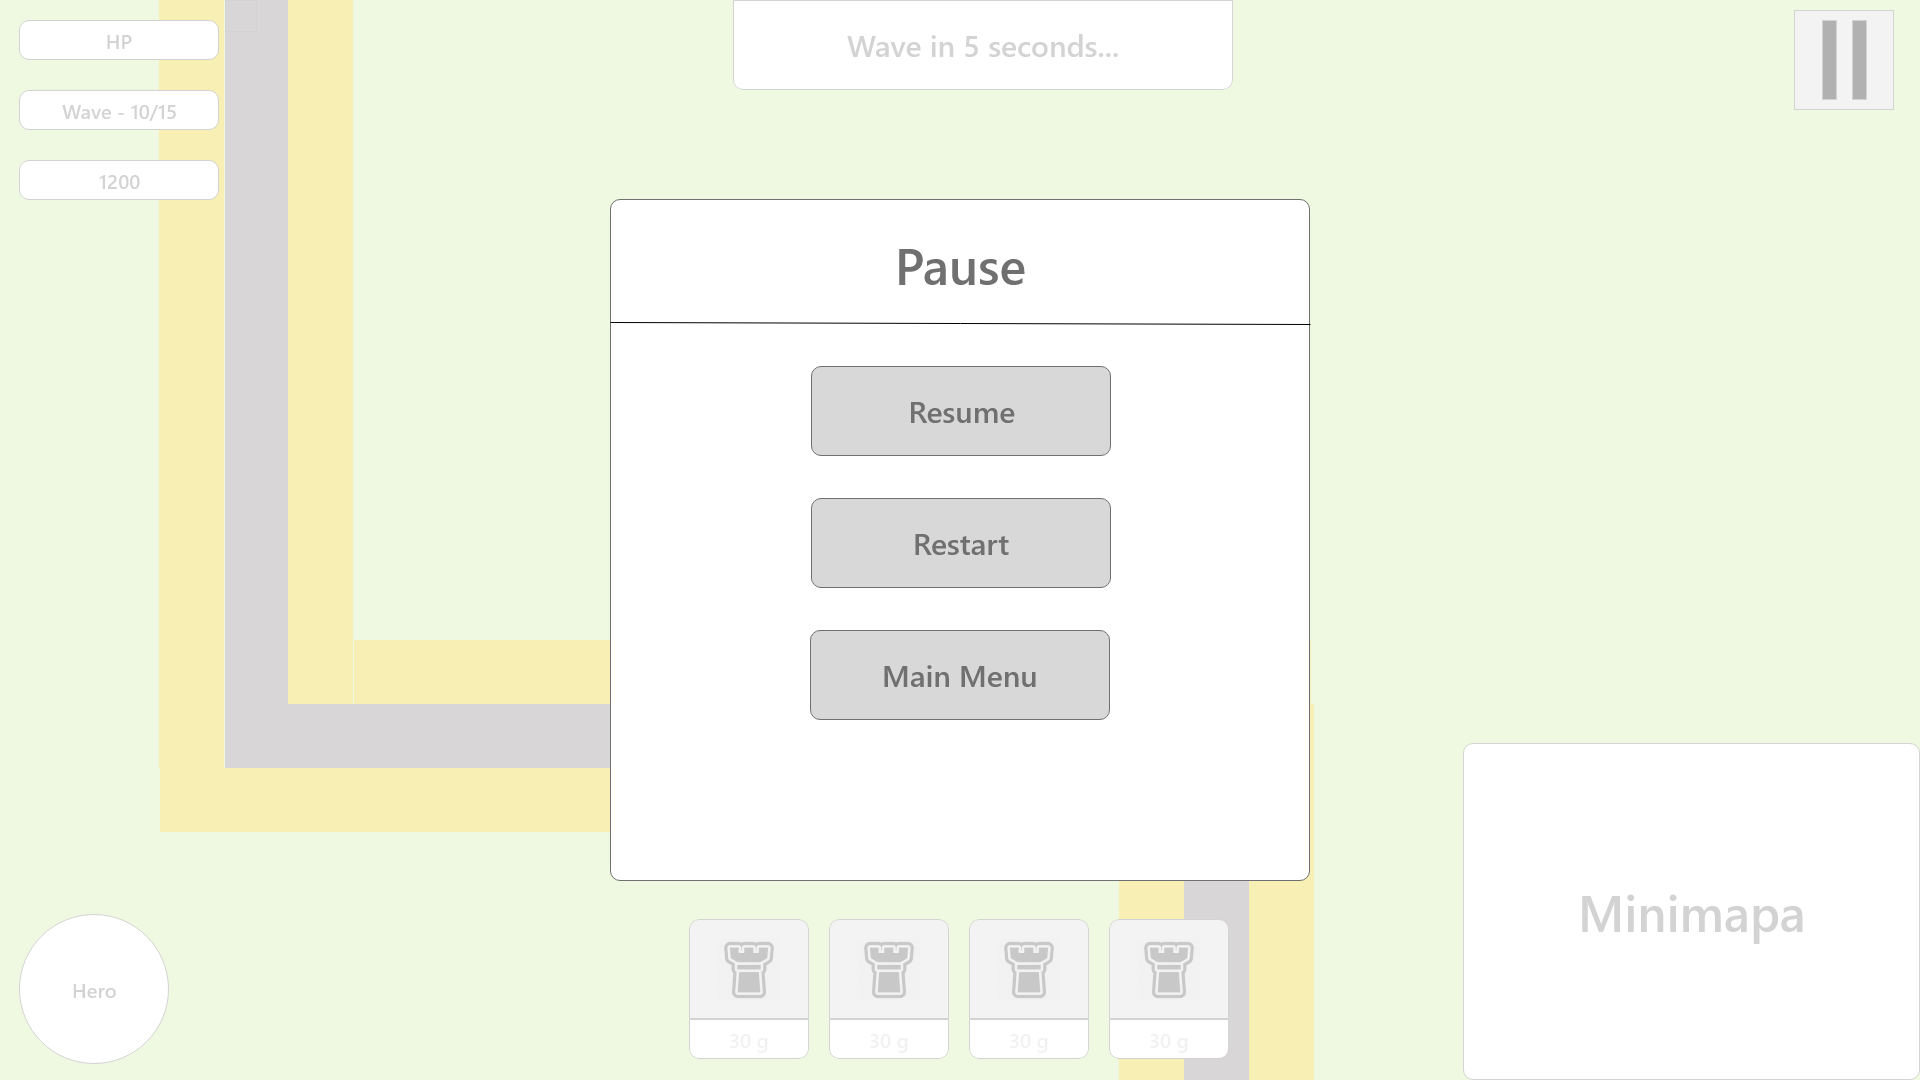 HP
Wave in 5 seconds...
Wave - 10/15
1200
Pause
Resume
Restart
Main Menu
Minimapa
Hero
30 g
30 g
30 g
30 g